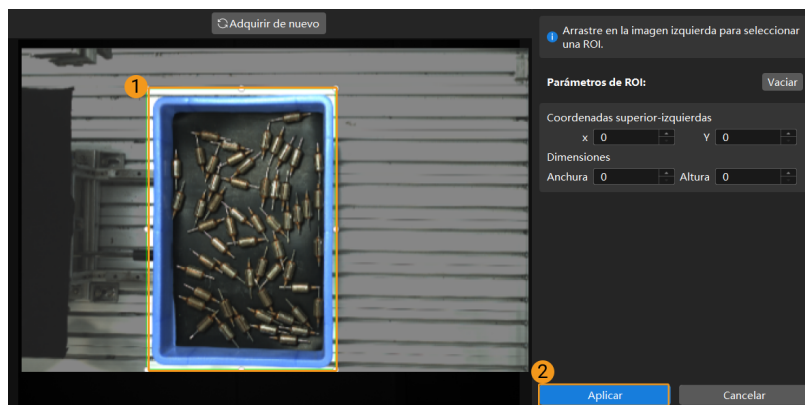 Adquirir de nuevo
Arrastre en la imagen izquierda para seleccionar
una ROI.
1
Parámetros de ROI:
Vaciar
Coordenadas superior-izquierdas
x 0 Y 0
Dimensiones
Anchura 0 Altura 0
2
Aplicar Cancelar